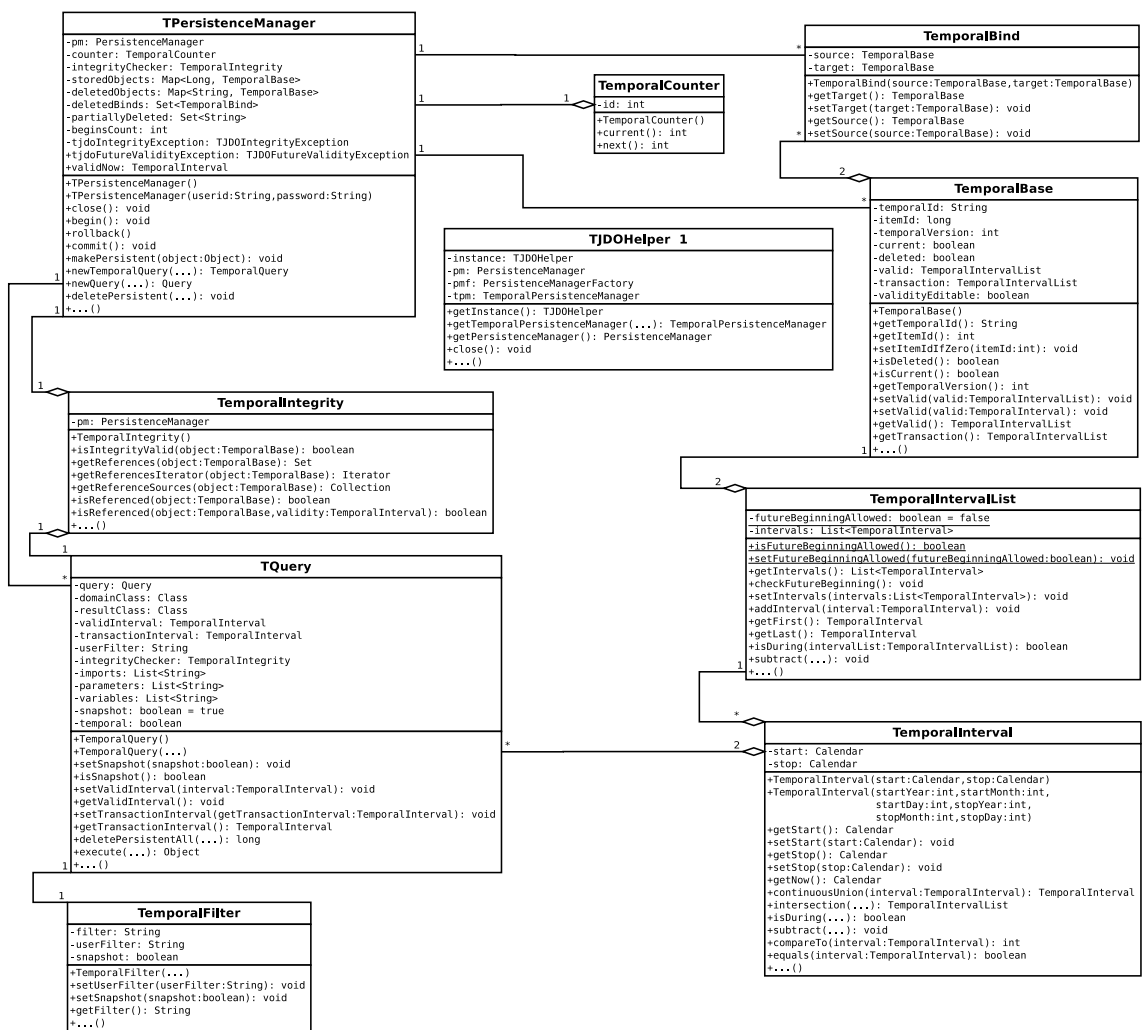 TPersistenceManager
-pm: PersistenceManager
-counter: TemporalCounter
-integrityChecker: TemporalIntegrity
-storedObjects: Map<Long, TemporalBase>
-deletedObjects: Map<String, TemporalBase>
-deletedBinds: Set<TemporalBind>
-partiallyDeleted: Set<String>
-beginsCount: int
-tjdoIntegrityException: TJDOIntegrityException
+tjdoFutureValidityException: TJDOFutureValidityException
+validNow: TemporalInterval
+TPersistenceManager()
+TPersistenceManager(userid:String,password:String)
+close(): void
+begin(): void
+rollback()
+commit(): void
+makePersistent(object:Object): void
+newTemporalQuery(...): TemporalQuery
+newQuery(...): Query
+deletePersistent(...): void
+...()
1
*
1
1
1
*
1
1
TemporalCounter
-id: int
+TemporalCounter()
+current(): int
+next(): int
TemporalBind
-source: TemporalBase
-target: TemporalBase
+TemporalBind(source:TemporalBase,target:TemporalBase)
+getTarget(): TemporalBase
+setTarget(target:TemporalBase): void
+getSource(): TemporalBase
+setSource(source:TemporalBase): void
*
2
TemporalBase
-temporalId: String
-itemId: long
-temporalVersion: int
-current: boolean
-deleted: boolean
-valid: TemporalIntervalList
-transaction: TemporalIntervalList
-validityEditable: boolean
+TemporalBase()
+getTemporalId(): String
+getItemId(): int
+setItemIdIfZero(itemId:int): void
+isDeleted(): boolean
+isCurrent(): boolean
+getTemporalVersion(): int
+setValid(valid:TemporalIntervalList): void
+setValid(valid:TemporalInterval): void
+getValid(): TemporalIntervalList
+getTransaction(): TemporalIntervalList
+...()
1
2
TJDOHelper_1
-instance: TJDOHelper
-pm: PersistenceManager
-pmf: PersistenceManagerFactory
-tpm: TemporalPersistenceManager
+getInstance(): TJDOHelper
+getTemporalPersistenceManager(...): TemporalPersistenceManager
+getPersistenceManager(): PersistenceManager
+close(): void
+...()
1
TemporalIntegrity
-pm: PersistenceManager
+TemporalIntegrity()
+isIntegrityValid(object:TemporalBase): boolean
+getReferences(object:TemporalBase): Set
+getReferencesIterator(object:TemporalBase): Iterator
+getReferenceSources(object:TemporalBase): Collection
+isReferenced(object:TemporalBase): boolean
+isReferenced(object:TemporalBase,validity:TemporalInterval): boolean
+...()
1
1
*
TemporalIntervalList
-futureBeginningAllowed: boolean = false
-intervals: List<TemporalInterval>
+isFutureBeginningAllowed(): boolean
+setFutureBeginningAllowed(futureBeginningAllowed:boolean): void
+getIntervals(): List<TemporalInterval>
+checkFutureBeginning(): void
+setIntervals(intervals:List<TemporalInterval>): void
+addInterval(interval:TemporalInterval): void
+getFirst(): TemporalInterval
+getLast(): TemporalInterval
+isDuring(intervalList:TemporalIntervalList): boolean
+subtract(...): void
+...()
1
*
TQuery
-query: Query
-domainClass: Class
-resultClass: Class
-validInterval: TemporalInterval
-transactionInterval: TemporalInterval
-userFilter: String
-integrityChecker: TemporalIntegrity
-imports: List<String>
-parameters: List<String>
-variables: List<String>
-snapshot: boolean = true
-temporal: boolean
+TemporalQuery()
+TemporalQuery(...)
+setSnapshot(snapshot:boolean): void
+isSnapshot(): boolean
+setValidInterval(interval:TemporalInterval): void
+getValidInterval(): void
+setTransactionInterval(getTransactionInterval:TemporalInterval): void
+getTransactionInterval(): TemporalInterval
+deletePersistentAll(...): long
+execute(...): Object
+...()
*
2
1
1
TemporalInterval
-start: Calendar
-stop: Calendar
+TemporalInterval(start:Calendar,stop:Calendar)
+TemporalInterval(startYear:int,startMonth:int,
startDay:int,stopYear:int,
stopMonth:int,stopDay:int)
+getStart(): Calendar
+setStart(start:Calendar): void
+getStop(): Calendar
+setStop(stop:Calendar): void
+getNow(): Calendar
+continuousUnion(interval:TemporalInterval): TemporalInterval
+intersection(...): TemporalIntervalList
+isDuring(...): boolean
+subtract(...): void
+compareTo(interval:TemporalInterval): int
+equals(interval:TemporalInterval): boolean
+...()
TemporalFilter
-filter: String
-userFilter: String
-snapshot: boolean
+TemporalFilter(...)
+setUserFilter(userFilter:String): void
+setSnapshot(snapshot:boolean): void
+getFilter(): String
+...()